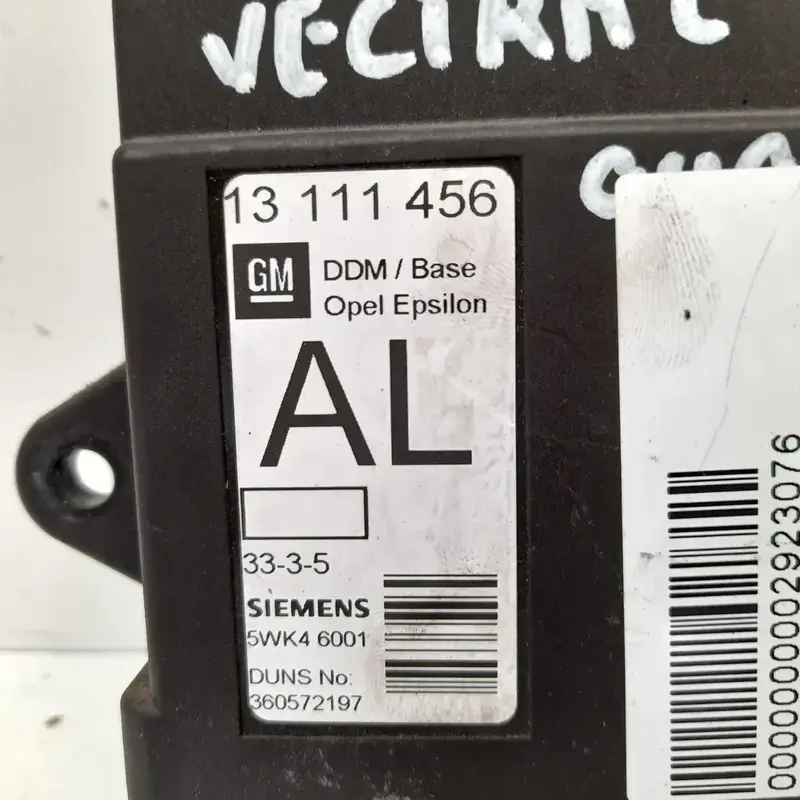 VECTRA C
13 111 456
GM
DDM / Base
Opel Epsilon
AL
33-3-5
SIEMENS
5WK4 6001
DUNS No:
360572197